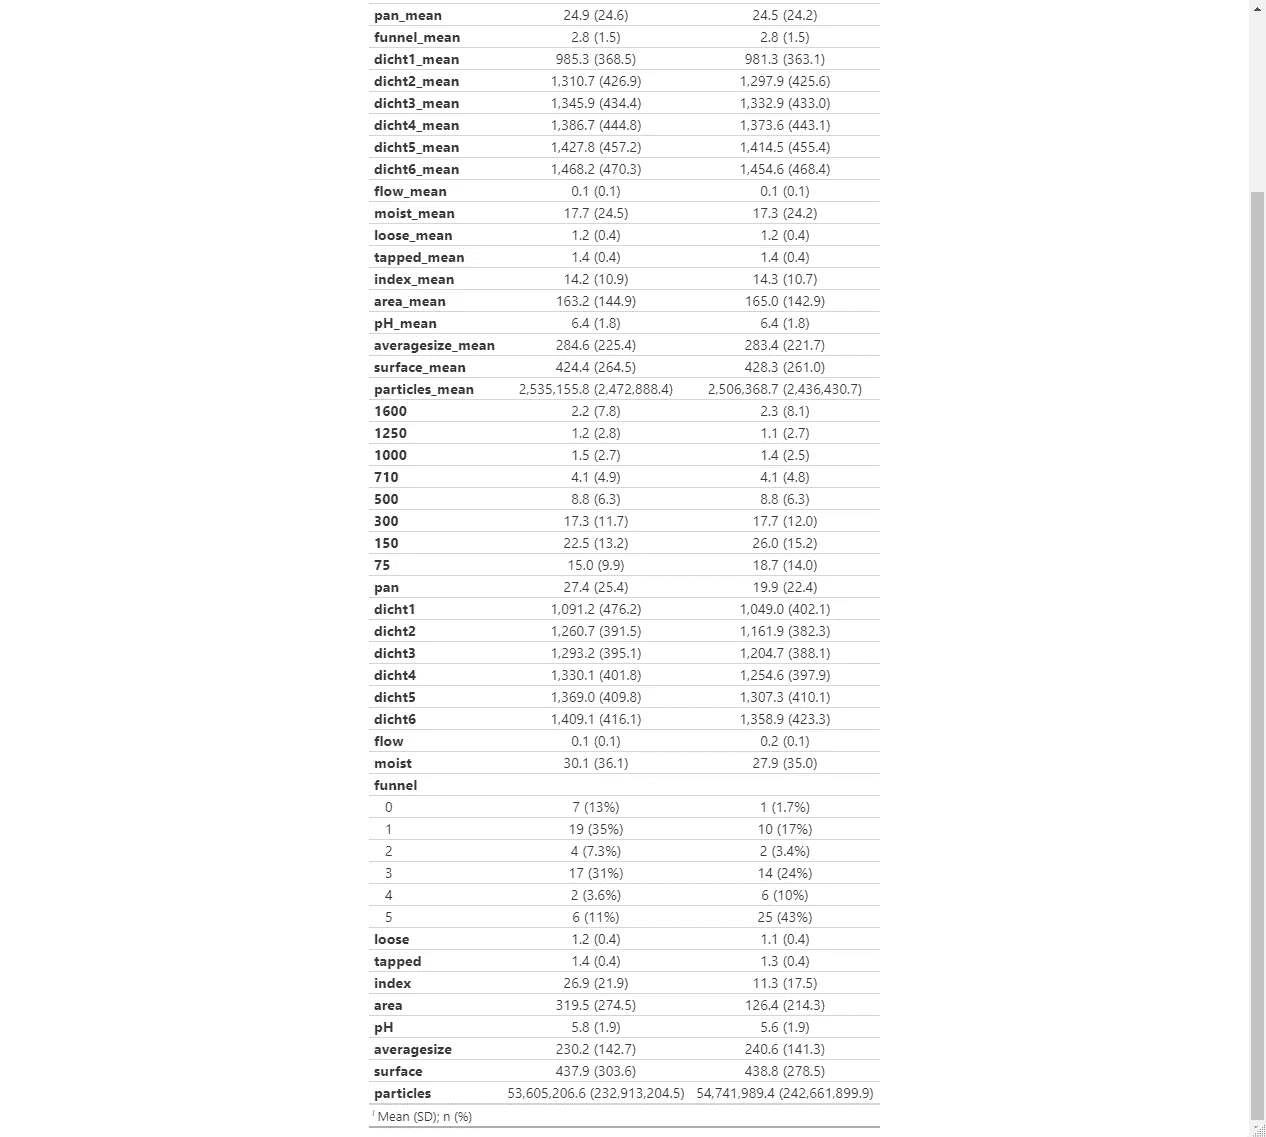 pan_mean 24.9 (24.6) 24.5 (24.2)
funnel_mean 2.8 (1.5) 2.8 (1.5)
dicht1_mean 985.3 (368.5) 981.3 (363.1)
dicht2_mean 1,310.7 (426.9) 1,297.9 (425.6)
dicht3_mean 1,345.9 (434.4) 1,332.9 (433.0)
dicht4_mean 1,386.7 (444.8) 1,373.6 (443.1)
dicht5_mean 1,427.8 (457.2) 1,414.5 (455.4)
dicht6_mean 1,468.2 (470.3) 1,454.6 (468.4)
flow_mean 0.1 (0.1) 0.1 (0.1)
moist_mean 17.7 (24.5) 17.3 (24.2)
loose_mean 1.2 (0.4) 1.2 (0.4)
tapped_mean 1.4 (0.4) 1.4 (0.4)
index_mean 14.2 (10.9) 14.3 (10.7)
area_mean 163.2 (144.9) 165.0 (142.9)
pH_mean 6.4 (1.8) 6.4 (1.8)
averagesize_mean 284.6 (225.4) 283.4 (221.7)
surface_mean 424.4 (264.5) 428.3 (261.0)
particles_mean 2,535,155.8 (2,472,888.4) 2,506,368.7 (2,436,430.7)
1600 2.2 (7.8) 2.3 (8.1)
1250 1.2 (2.8) 1.1 (2.7)
1000 1.5 (2.7) 1.4 (2.5)
710 4.1 (4.9) 4.1 (4.8)
500 8.8 (6.3) 8.8 (6.3)
300 17.3 (11.7) 17.7 (12.0)
150 22.5 (13.2) 26.0 (15.2)
75 15.0 (9.9) 18.7 (14.0)
pan 27.4 (25.4) 19.9 (22.4)
dicht1 1,091.2 (476.2) 1,049.0 (402.1)
dicht2 1,260.7 (391.5) 1,161.9 (382.3)
dicht3 1,293.2 (395.1) 1,204.7 (388.1)
dicht4 1,330.1 (401.8) 1,254.6 (397.9)
dicht5 1,369.0 (409.8) 1,307.3 (410.1)
dicht6 1,409.1 (416.1) 1,358.9 (423.3)
flow 0.1 (0.1) 0.2 (0.1)
moist 30.1 (36.1) 27.9 (35.0)
funnel
0 7 (13%) 1 (1.7%)
1 19 (35%) 10 (17%)
2 4 (7.3%) 2 (3.4%)
3 17 (31%) 14 (24%)
4 2 (3.6%) 6 (10%)
5 6 (11%) 25 (43%)
loose 1.2 (0.4) 1.1 (0.4)
tapped 1.4 (0.4) 1.3 (0.4)
index 26.9 (21.9) 11.3 (17.5)
area 319.5 (274.5) 126.4 (214.3)
pH 5.8 (1.9) 5.6 (1.9)
averagesize 230.2 (142.7) 240.6 (141.3)
surface 437.9 (303.6) 438.8 (278.5)
particles 53,605,206.6 (232,913,204.5) 54,741,989.4 (242,661,899.9)
1 Mean (SD); n (%)